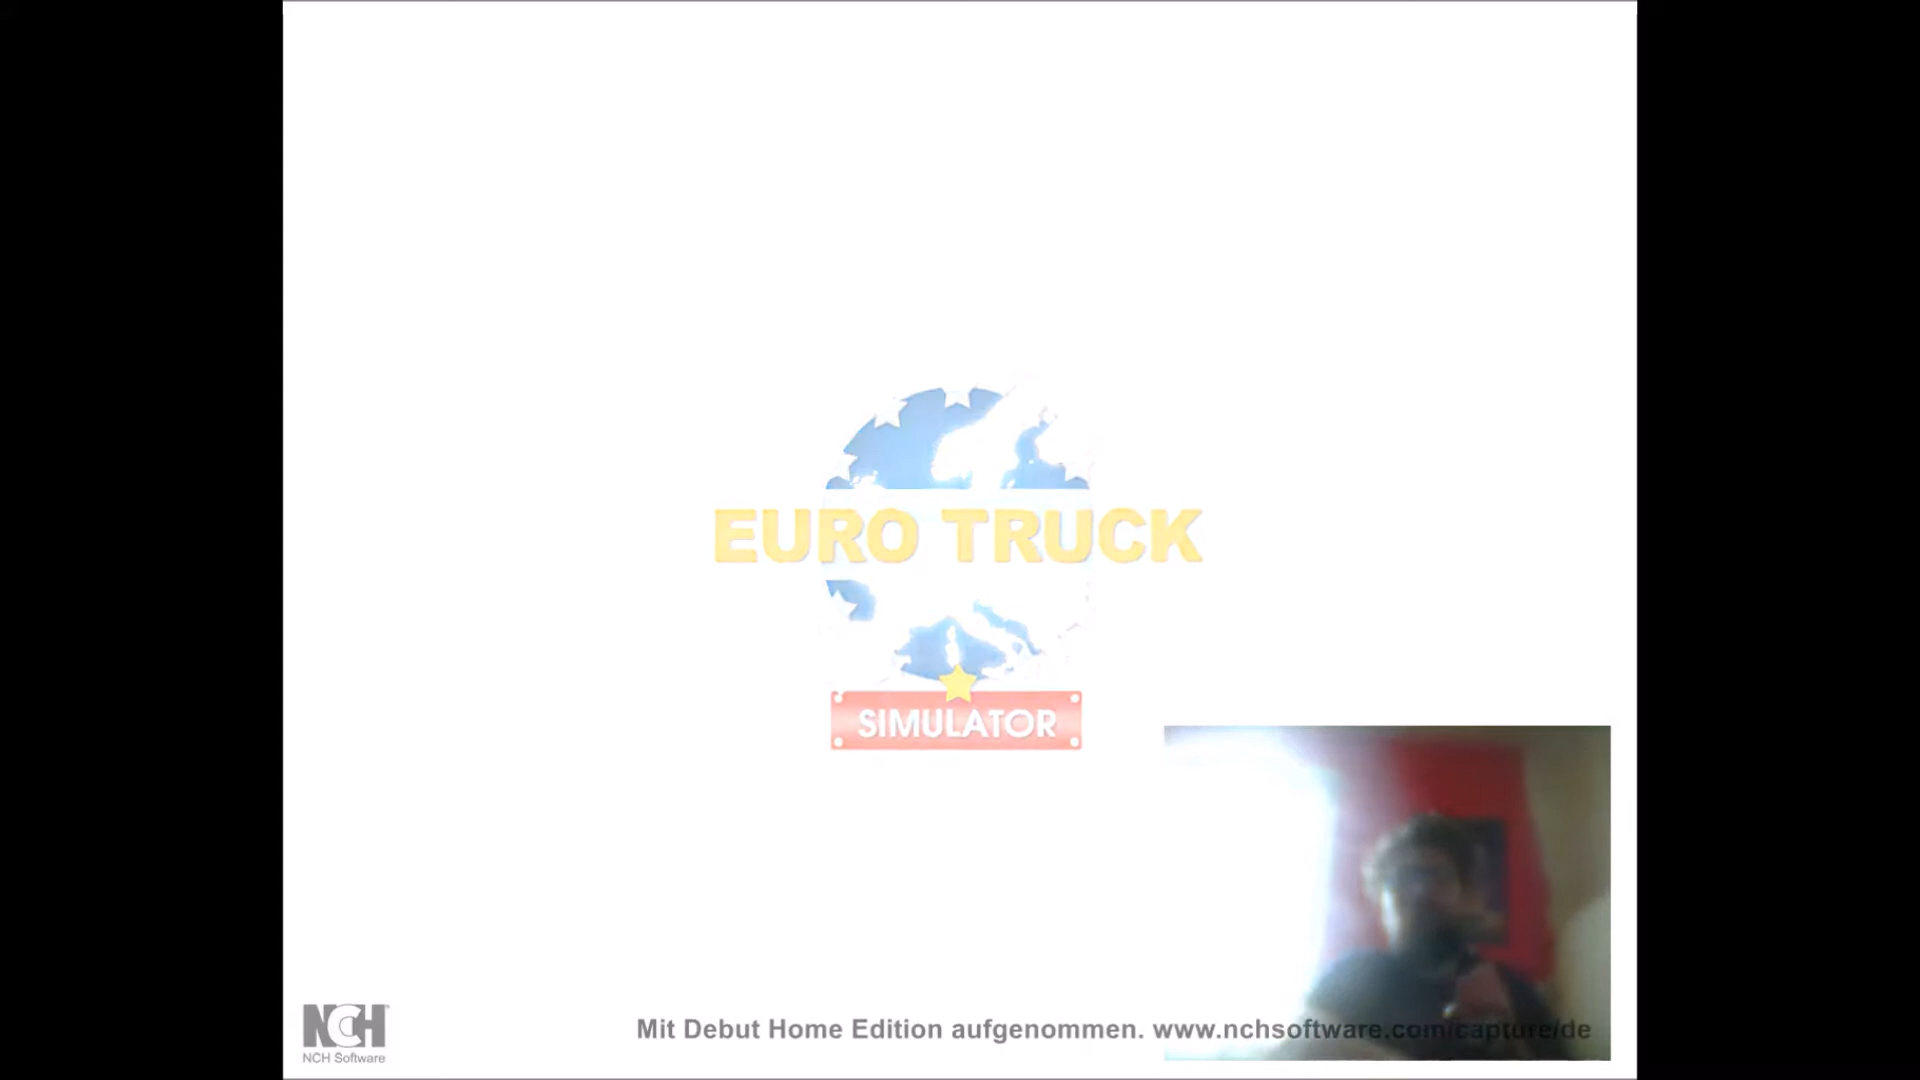 EURO TRUCK
SIMULATOR
NCH
NCH Software
Mit Debut Home Edition aufgenommen. www.nchsoftware.com/capture/de